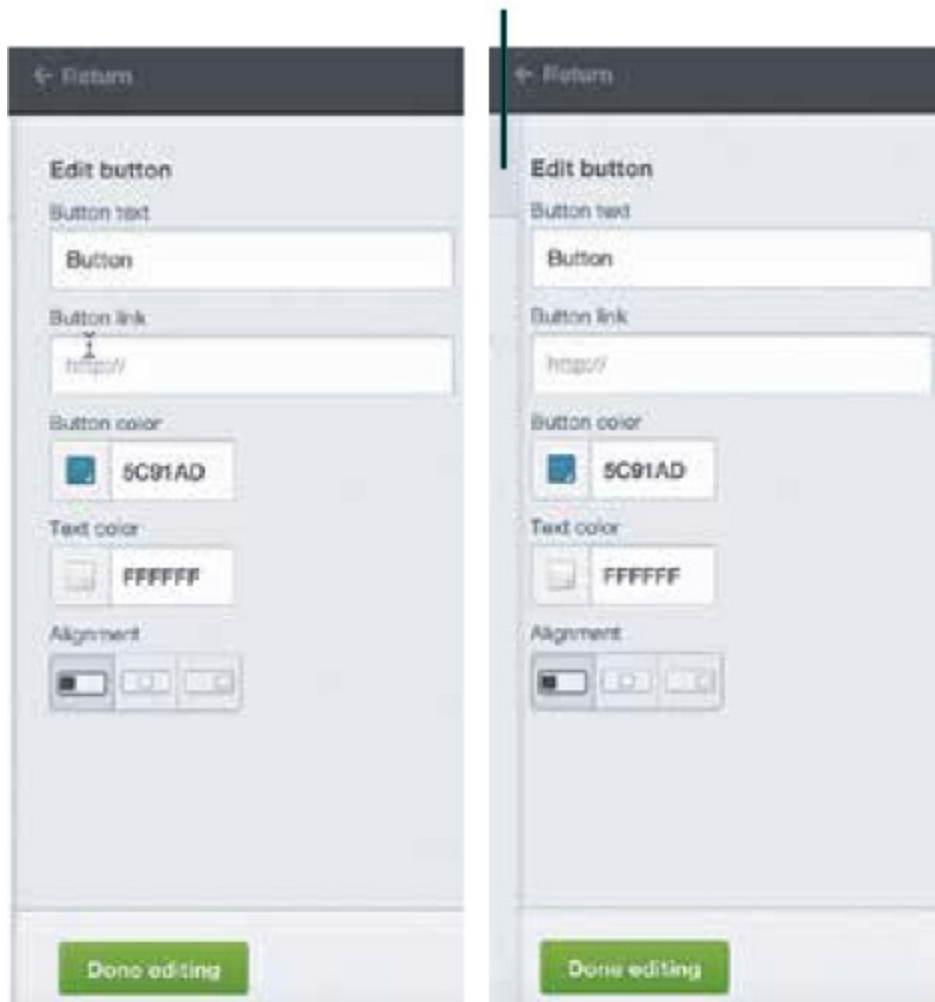 ← Return
Edit button
Button text
Button
Button link
http://
Button color
5C91AD
Text color
FFFFFF
Alignment
Done editing
← Return
Edit button
Button text
Button
Button link
http://
Button color
5C91AD
Text color
FFFFFF
Alignment
Done editing